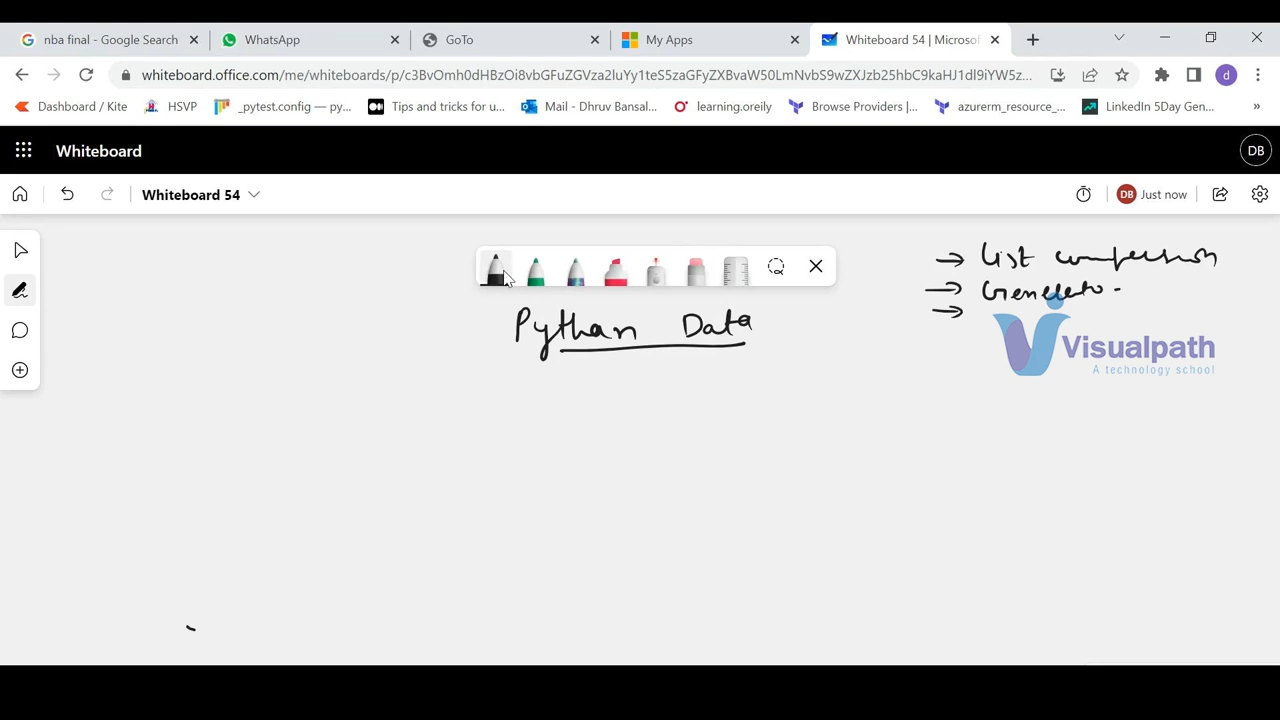 nba final - Google Search
WhatsApp
GoTo
My Apps
Whiteboard 54 | Microsof
whiteboard.office.com/me/whiteboards/p/c3BvOmh0dHBzOi8vbGFuZGVza2luYy1teS5zaGFyZXBvaW50LmNvbS9wZXJzb25hbC9kaHJ1dl9iYW5z...
Dashboard / Kite
HSVP
_pytest.config — py...
Tips and tricks for u...
Mail - Dhruv Bansal...
learning.oreily
Browse Providers |...
azurerm_resource_...
LinkedIn 5Day Gen...
»
Whiteboard
DB
Whiteboard 54
DB Just now
→ List
→
→
Python Data
Visualpath
A technology school